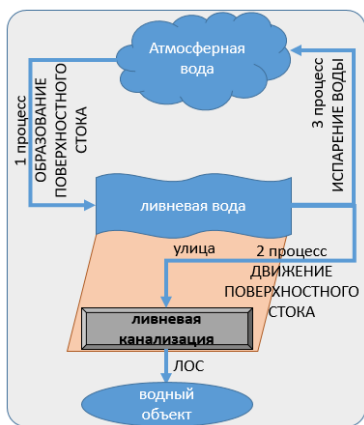 Атмосферная
вода
1 процесс
ОБРАЗОВАНИЕ
ПОВЕРХНОСТНОГО
СТОКА
3 процесс
ИСПАРЕНИЕ ВОДЫ
ливневая вода
улица
2 процесс
ДВИЖЕНИЕ
ПОВЕРХНОСТНОГО
СТОКА
ливневая
канализация
ЛОС
водный
объект